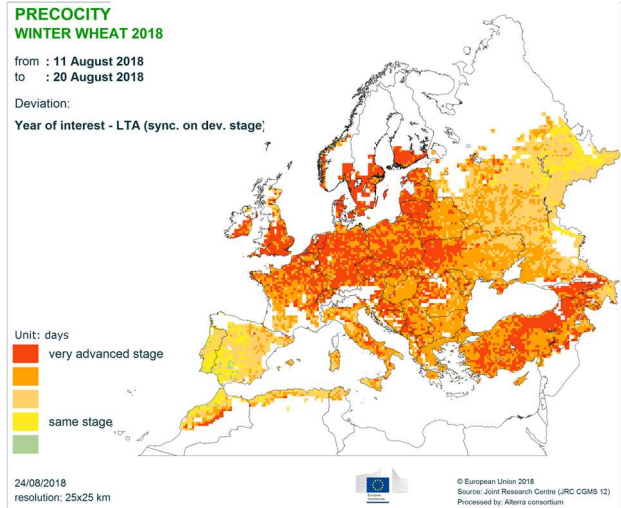 PRECOCITY
WINTER WHEAT 2018
from : 11 August 2018
to : 20 August 2018
Deviation:
Year of interest - LTA (sync. on dev. stage)
Unit: days
very advanced stage
same stage
24/08/2018
resolution: 25x25 km
European
Commission
© European Union 2018
Source: Joint Research Centre (JRC CGMS 12)
Processed by: Alterra consortium